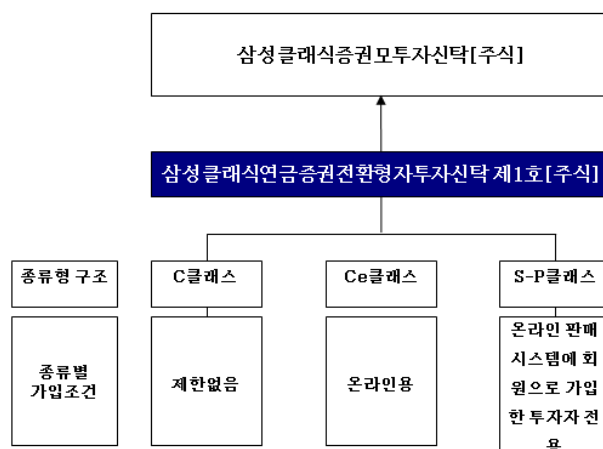 삼성클래식증권모투자신탁[주식]
삼성클래식연금증권전환형자투자신탁 제1호[주식]
종류형 구조
C클래스
Ce클래스
S-P클래스
종류별
가입조건
제한없음
온라인용
온라인 판매
시스템에 회
원으로 가입
한 투자자 전
용